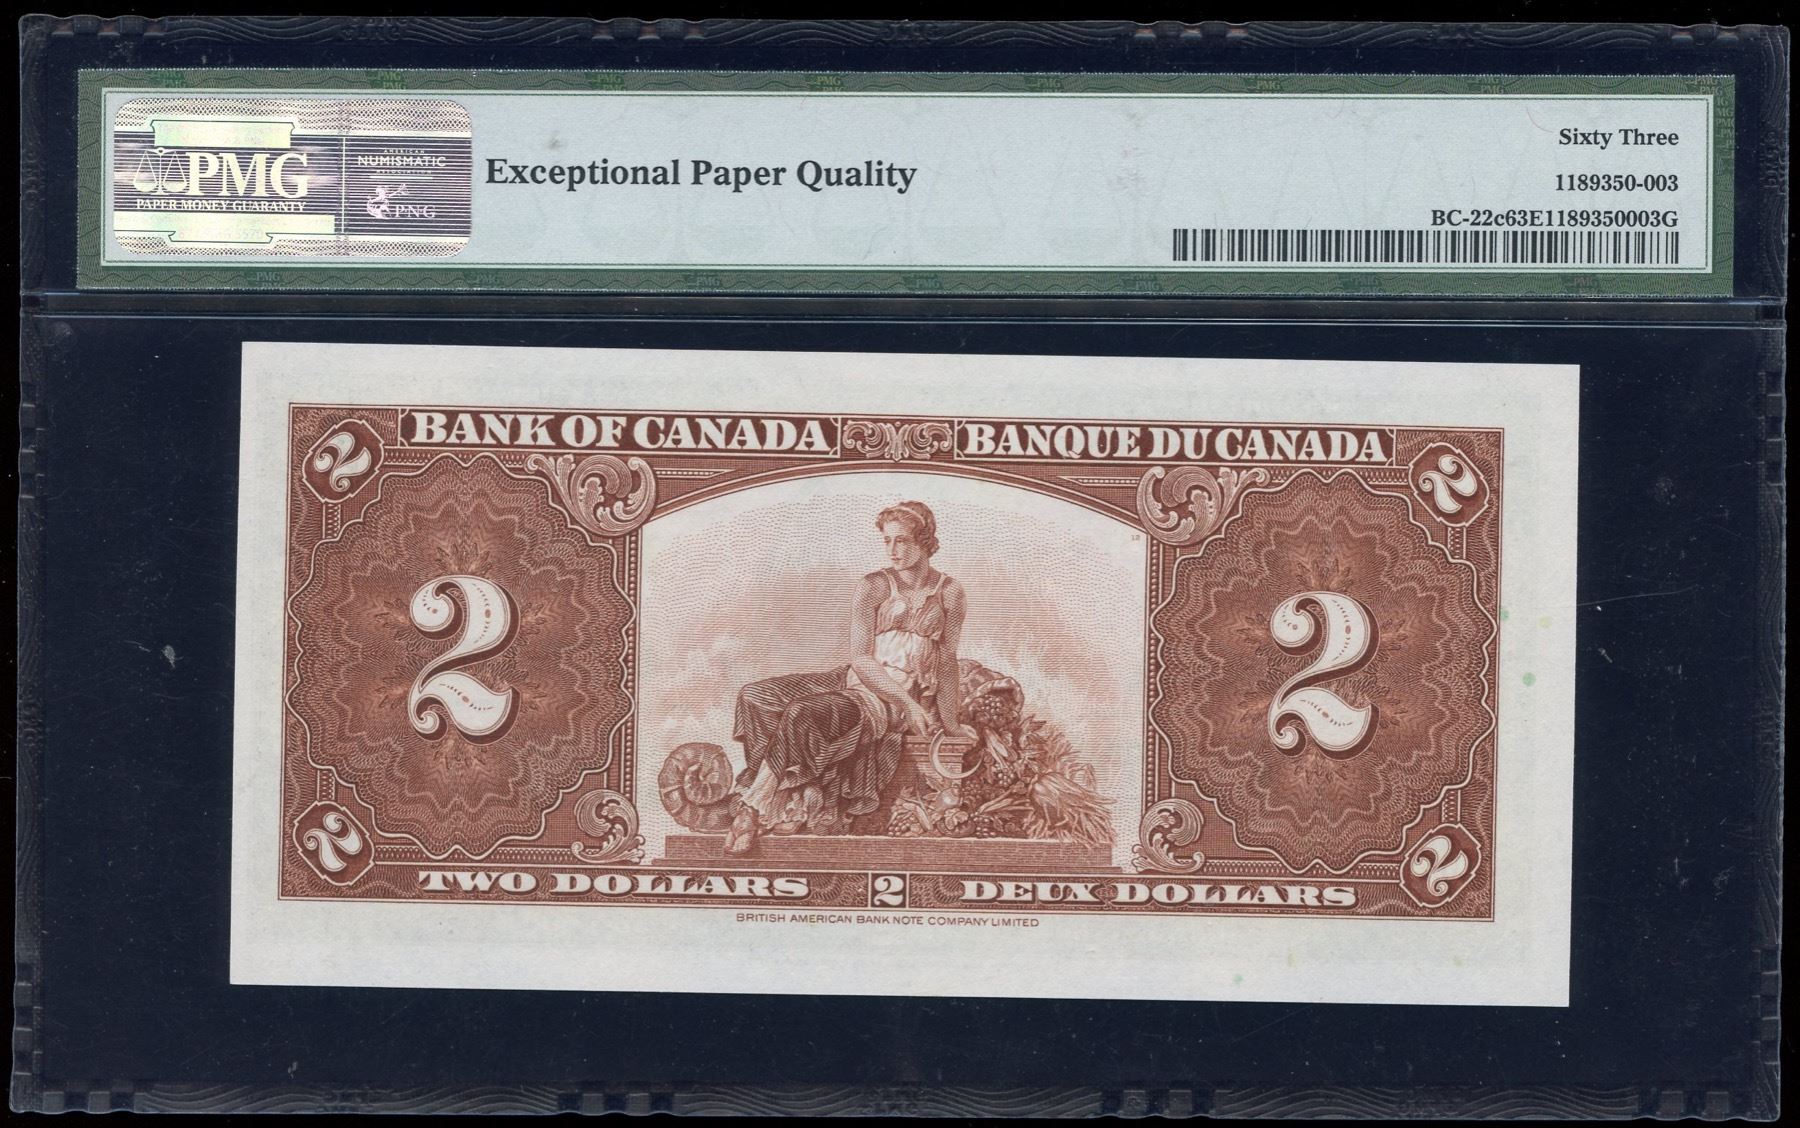 PMG
PAPER MONEY GUARANTY
AMERICAN
NUMISMATIC
ASSOCIATION
PNG
Exceptional Paper Quality
Sixty Three
1189350-003
BC-22c63E1189350003G
BANK OF CANADA BANQUE DU CANADA
2 2
12
2 2
2 2
TWO DOLLARS 2 DEUX DOLLARS
BRITISH AMERICAN BANK NOTE COMPANY LIMITED